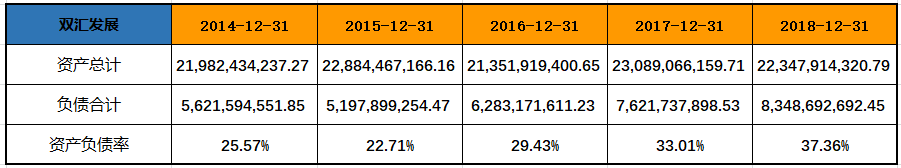 双汇发展 2014-12-31 2015-12-31 2016-12-31 2017-12-31 2018-12-31
资产总计 21,982,434,237.27 22,884,467,166.16 21,351,919,400.65 23,089,066,159.71 22,347,914,320.79
负债合计 5,621,594,551.85 5,197,899,254.47 6,283,171,611.23 7,621,737,898.53 8,348,692,692.45
资产负债率 25.57% 22.71% 29.43% 33.01% 37.36%